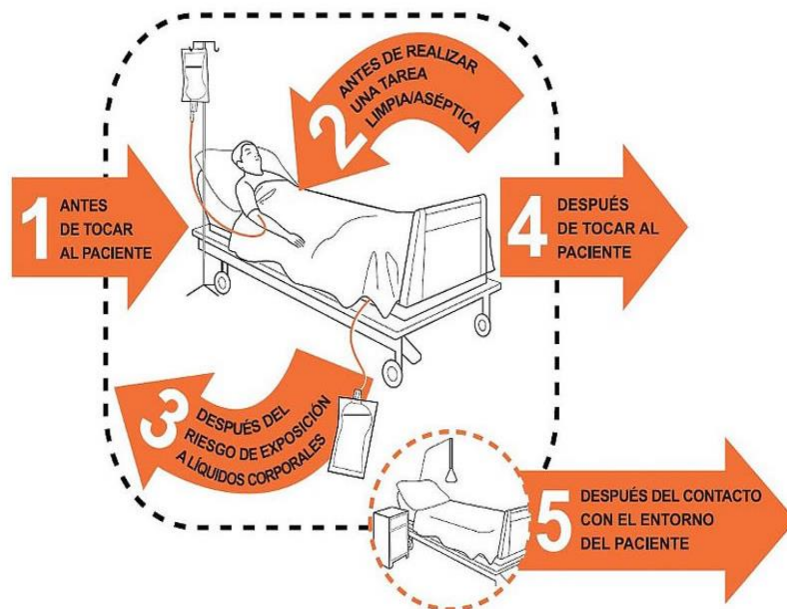 1
ANTES
DE TOCAR
AL PACIENTE
2
ANTES DE REALIZAR
UNA TAREA
LIMPIA/ASÉPTICA
3
DESPUÉS DEL
RIESGO DE EXPOSICIÓN
A LÍQUIDOS CORPORALES
4
DESPUÉS
DE TOCAR AL
PACIENTE
5
DESPUÉS DEL CONTACTO
CON EL ENTORNO
DEL PACIENTE